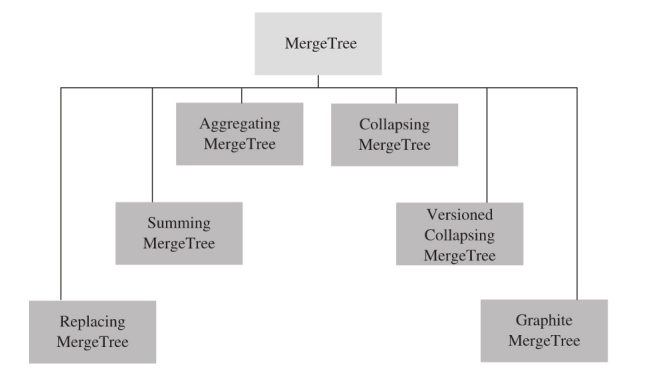 MergeTree
Aggregating
MergeTree
Collapsing
MergeTree
Summing
MergeTree
Versioned
Collapsing
MergeTree
Replacing
MergeTree
Graphite
MergeTree